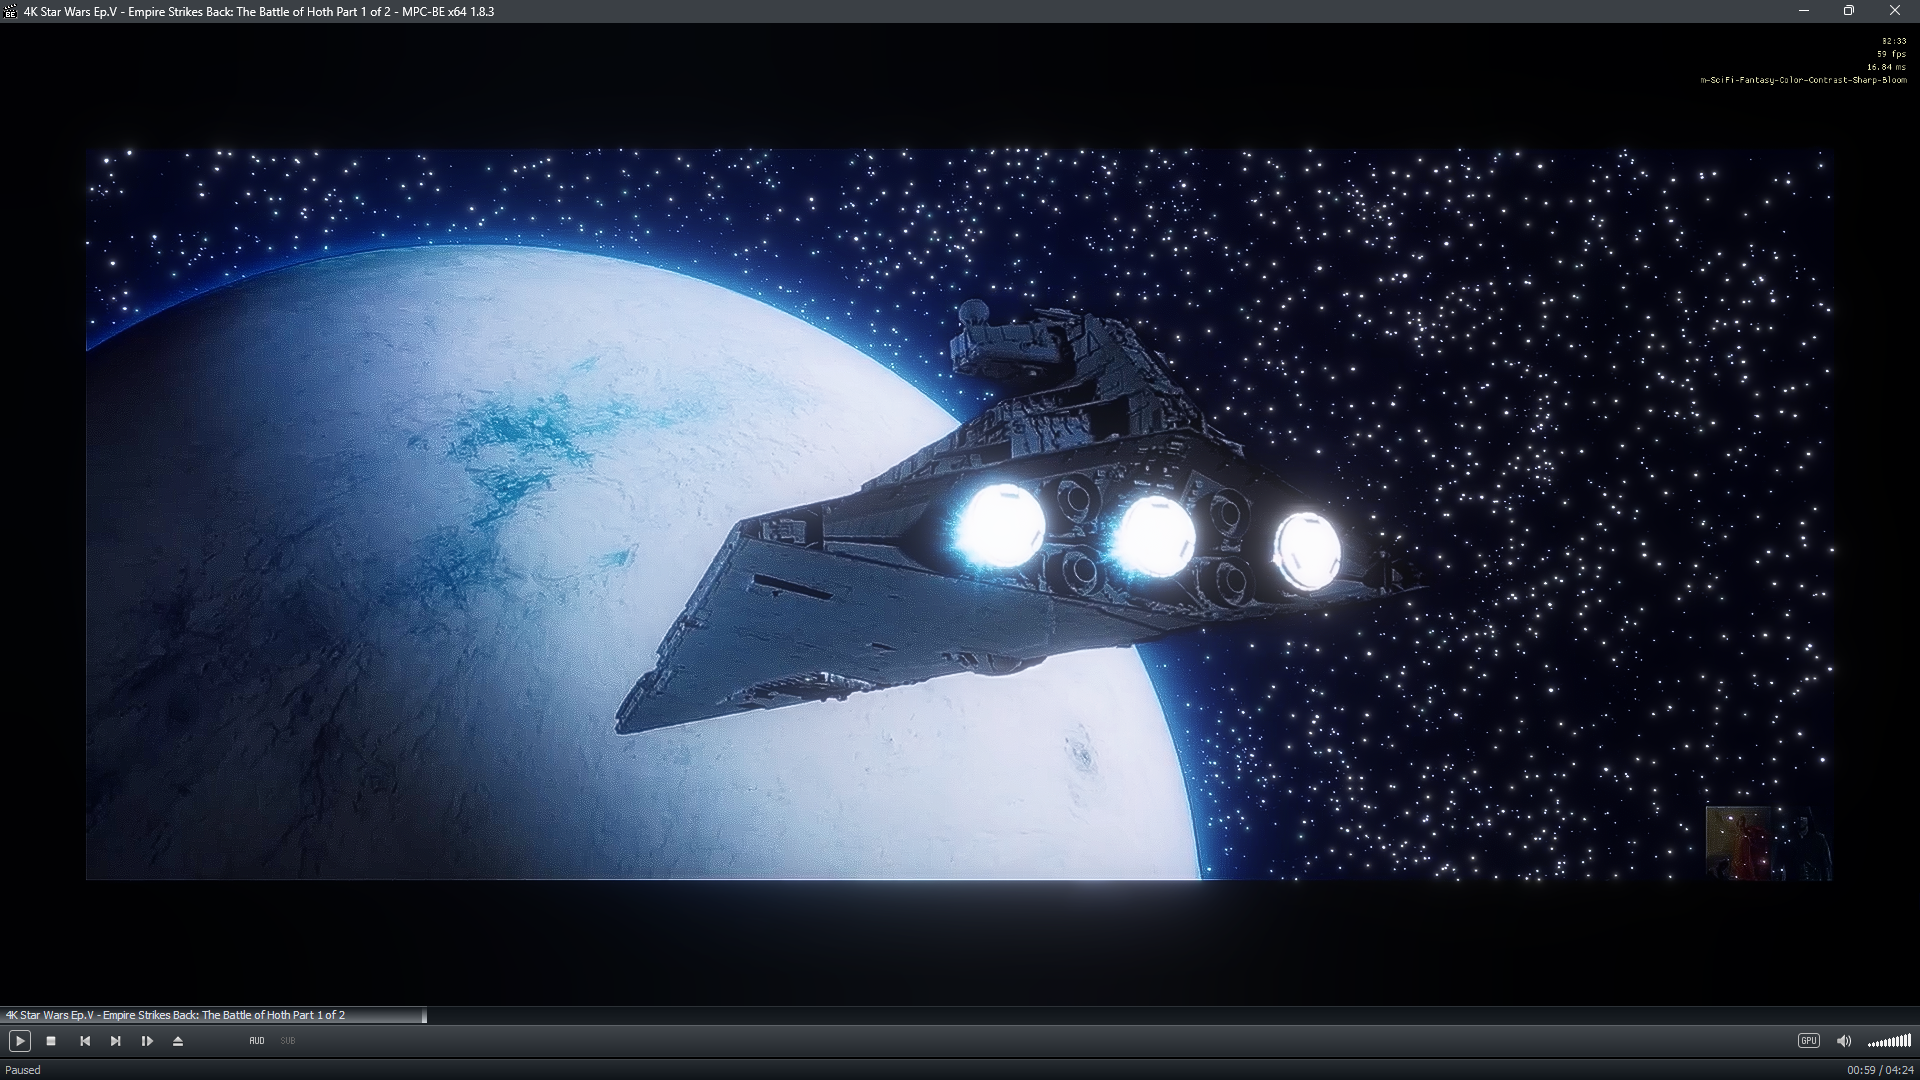 4K Star Wars Ep.V - Empire Strikes Back: The Battle of Hoth Part 1 of 2 - MPC-BE x64 1.8.3
02:33
59 fps
16.84 ms
m-SciFi-Fantasy-Color-Contrast-Sharp-Bloom
4K Star Wars Ep.V - Empire Strikes Back: The Battle of Hoth Part 1 of 2
AUD SUB GPU
Paused 00:59 / 04:24